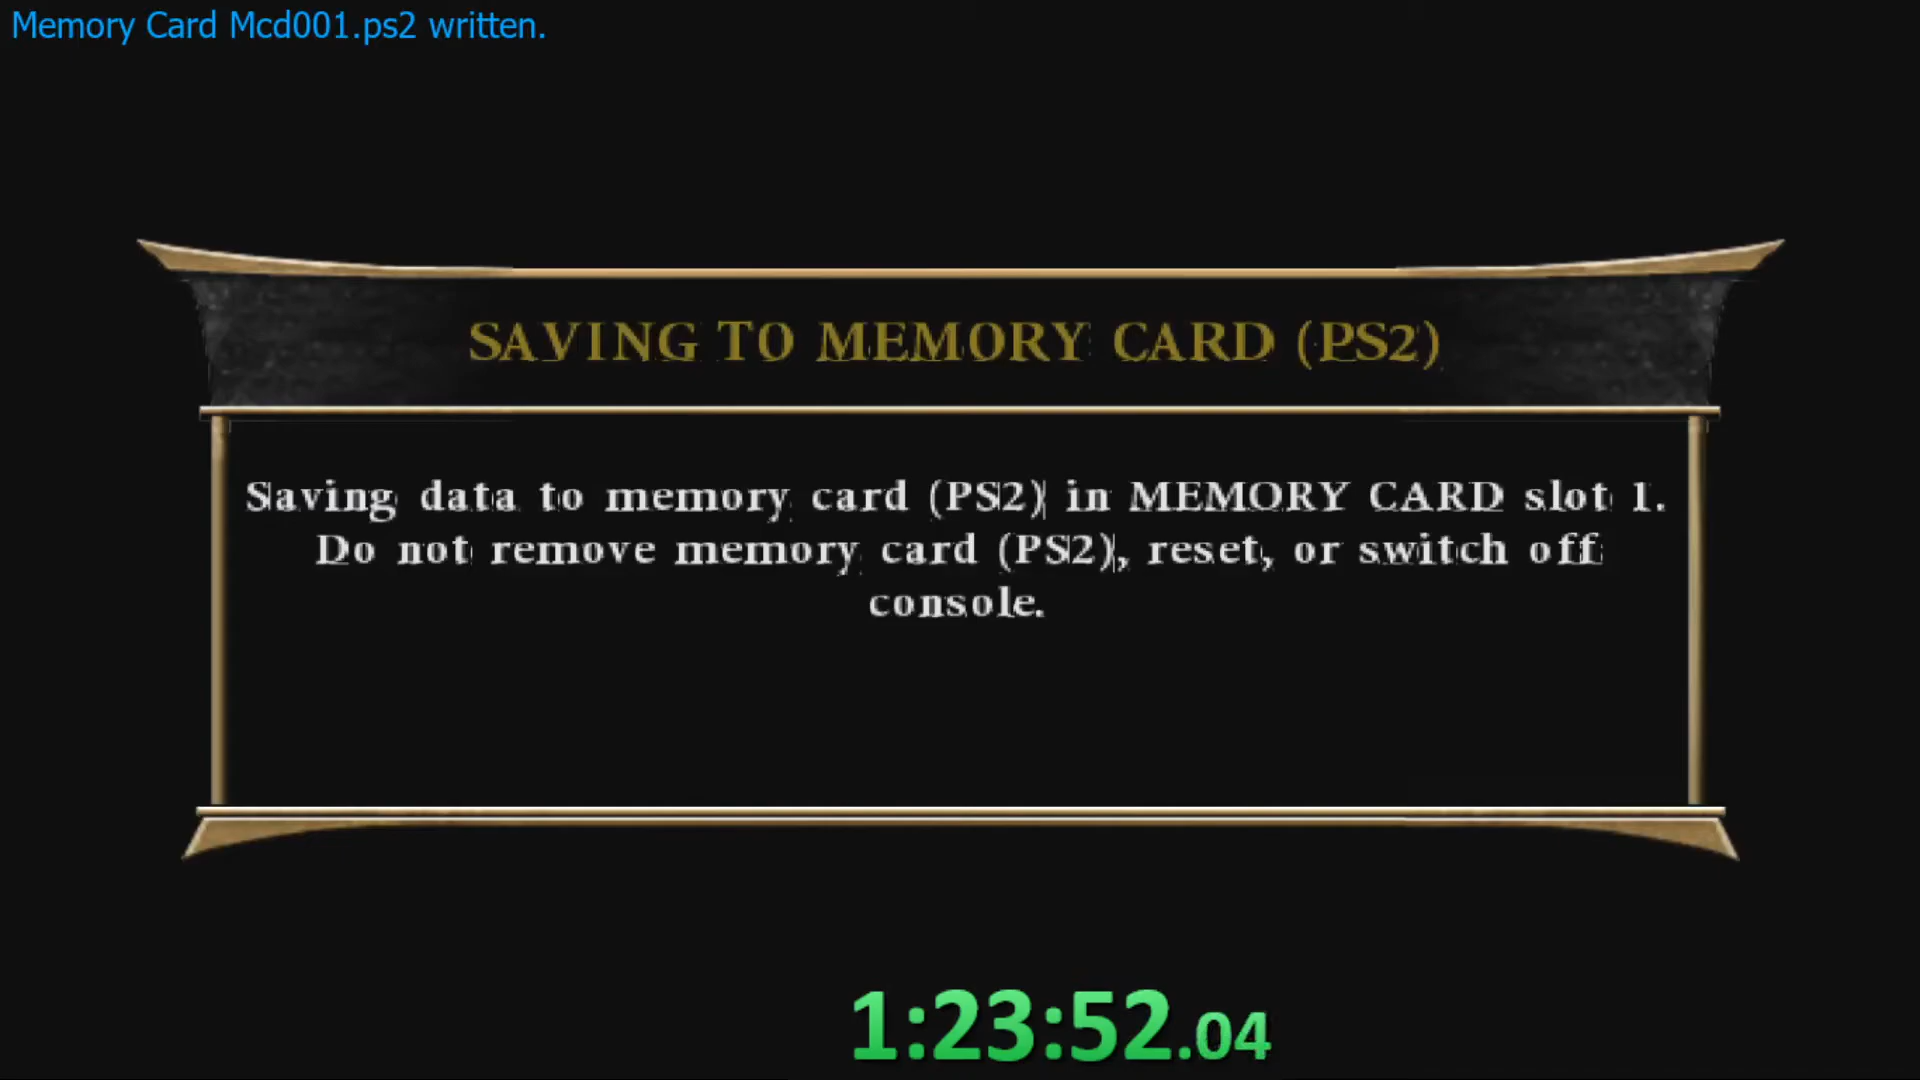 Memory Card Mcd001.ps2 written.
SAVING TO MEMORY CARD (PS2)
Saving data to memory card (PS2) in MEMORY CARD slot 1.
Do not remove memory card (PS2), reset, or switch off
console.
1:23:52.04